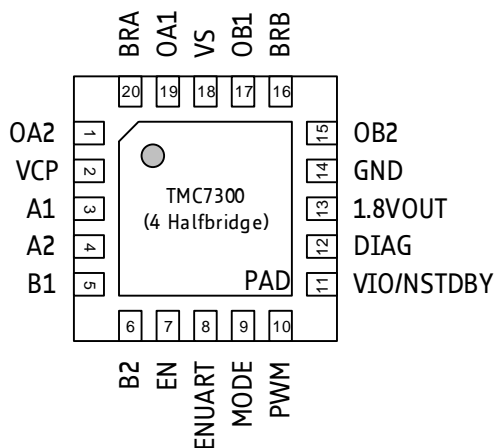 BRA
OA1
VS
OB1
BRB
20
19
18
17
16
OA2
1
VCP
2
A1
3
A2
4
B1
5
TMC7300
(4 Halfbridge)
PAD
15
OB2
14
GND
13
1.8VOUT
12
DIAG
11
VIO/NSTDBY
6
7
8
9
10
B2
EN
ENUART
MODE
PWM